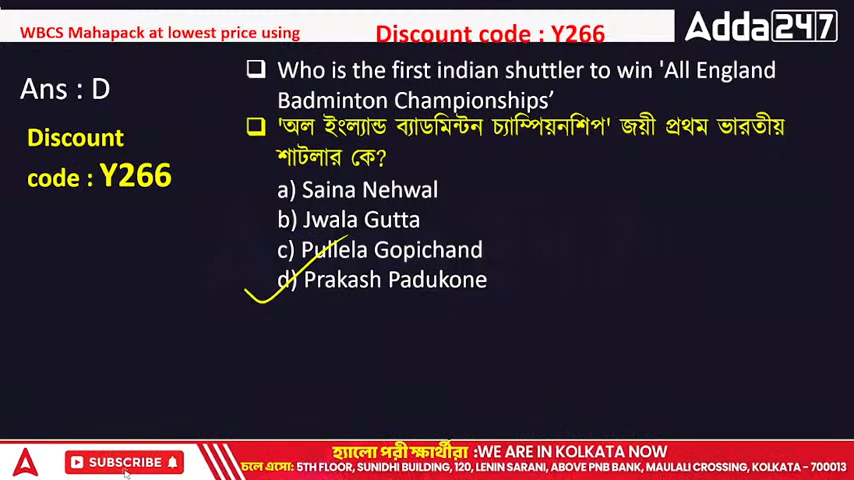 WBCS Mahapack at lowest price using
Discount code : Y266
Adda247
Ans : D
Discount
code : Y266
Who is the first indian shuttler to win 'All England
Badminton Championships’
'অল ইংল্যান্ড ব্যাডমিন্টন চ্যাম্পিয়নশিপ' জয়ী প্রথম ভারতীয়
শাটলার কে?
a) Saina Nehwal
b) Jwala Gutta
c) Pullela Gopichand
d) Prakash Padukone
SUBSCRIBE
হ্যালো পরীক্ষার্থীরা :WE ARE IN KOLKATA NOW
চলে এসো: 5TH FLOOR, SUNIDHI BUILDING, 120, LENIN SARANI, ABOVE PNB BANK, MAULALI CROSSING, KOLKATA - 700013